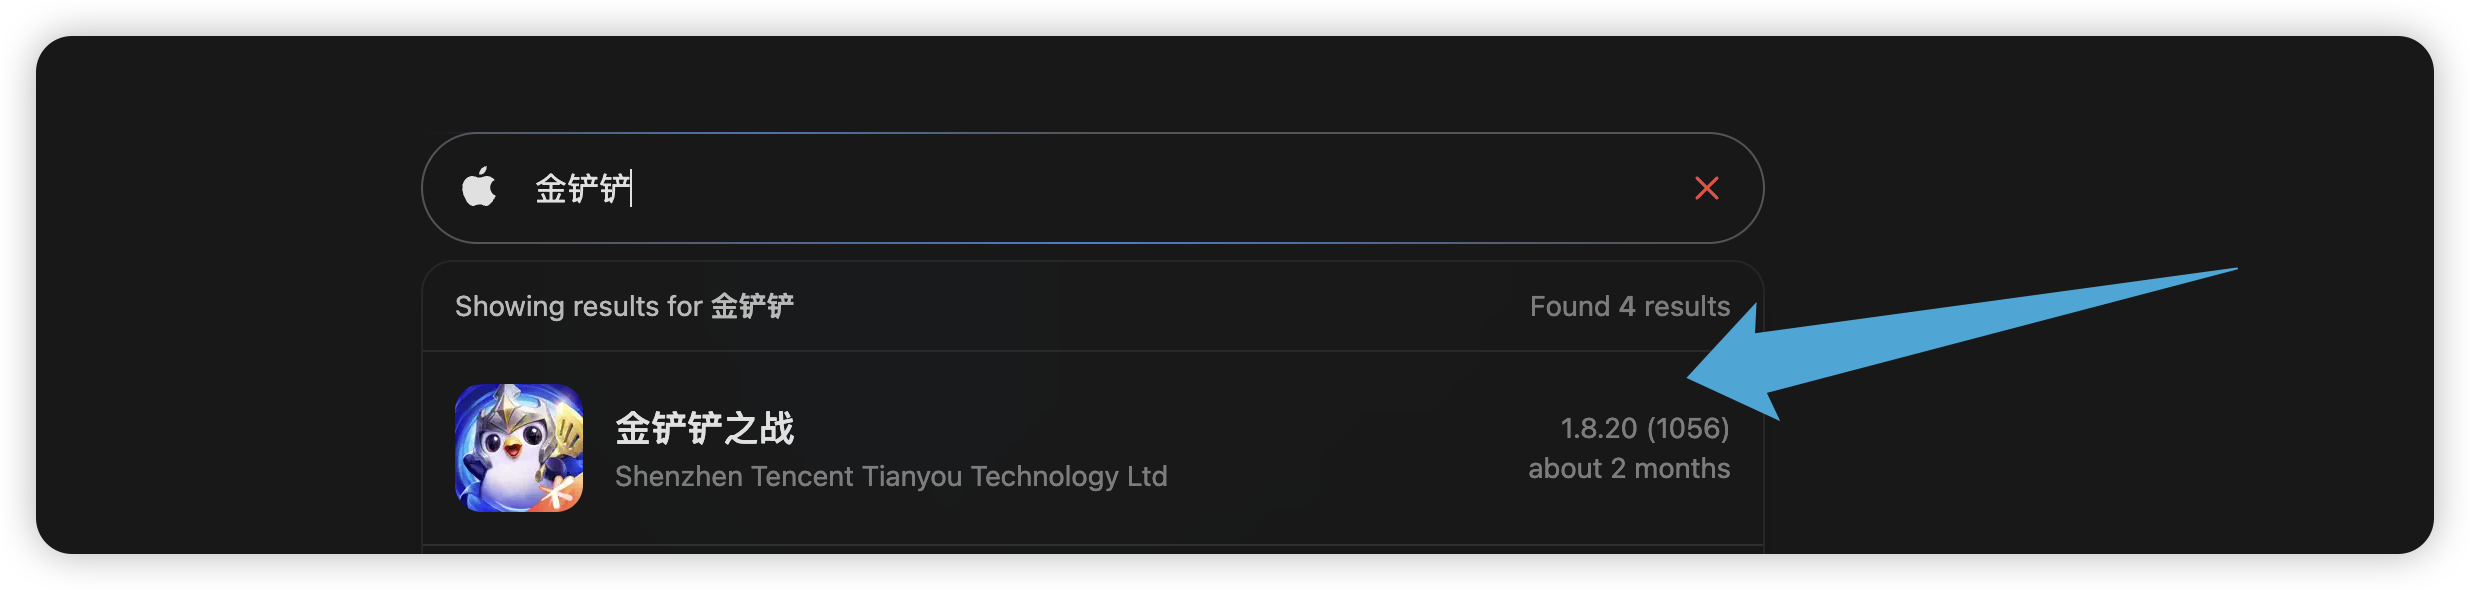 金铲铲
Showing results for 金铲铲
Found 4 results
金铲铲之战
1.8.20 (1056)
Shenzhen Tencent Tianyou Technology Ltd
about 2 months